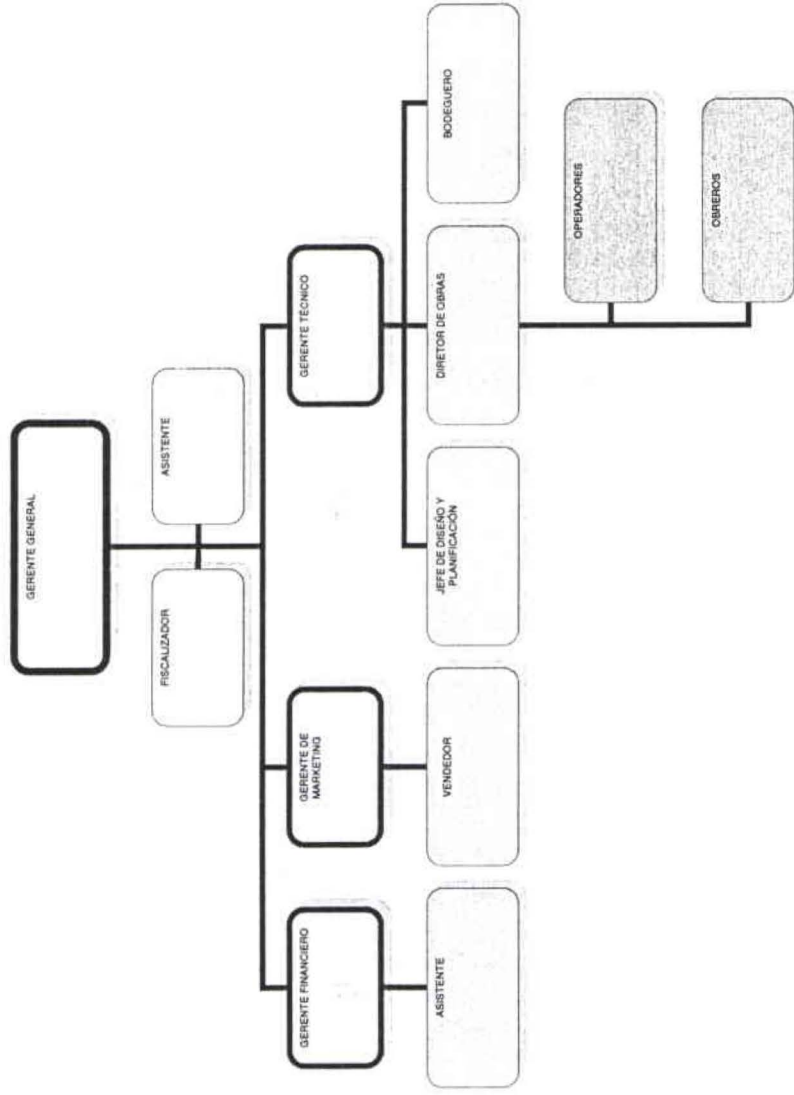 GERENTE GENERAL
FISCALIZADOR
ASISTENTE
GERENTE FINANCIERO
GERENTE DE
MARKETING
GERENTE TÉCNICO
ASISTENTE
VENDEDOR
JEFE DE DISEÑO Y
PLANIFICACIÓN
DIRETOR DE OBRAS
BODEGUERO
OPERADORES
OBREROS